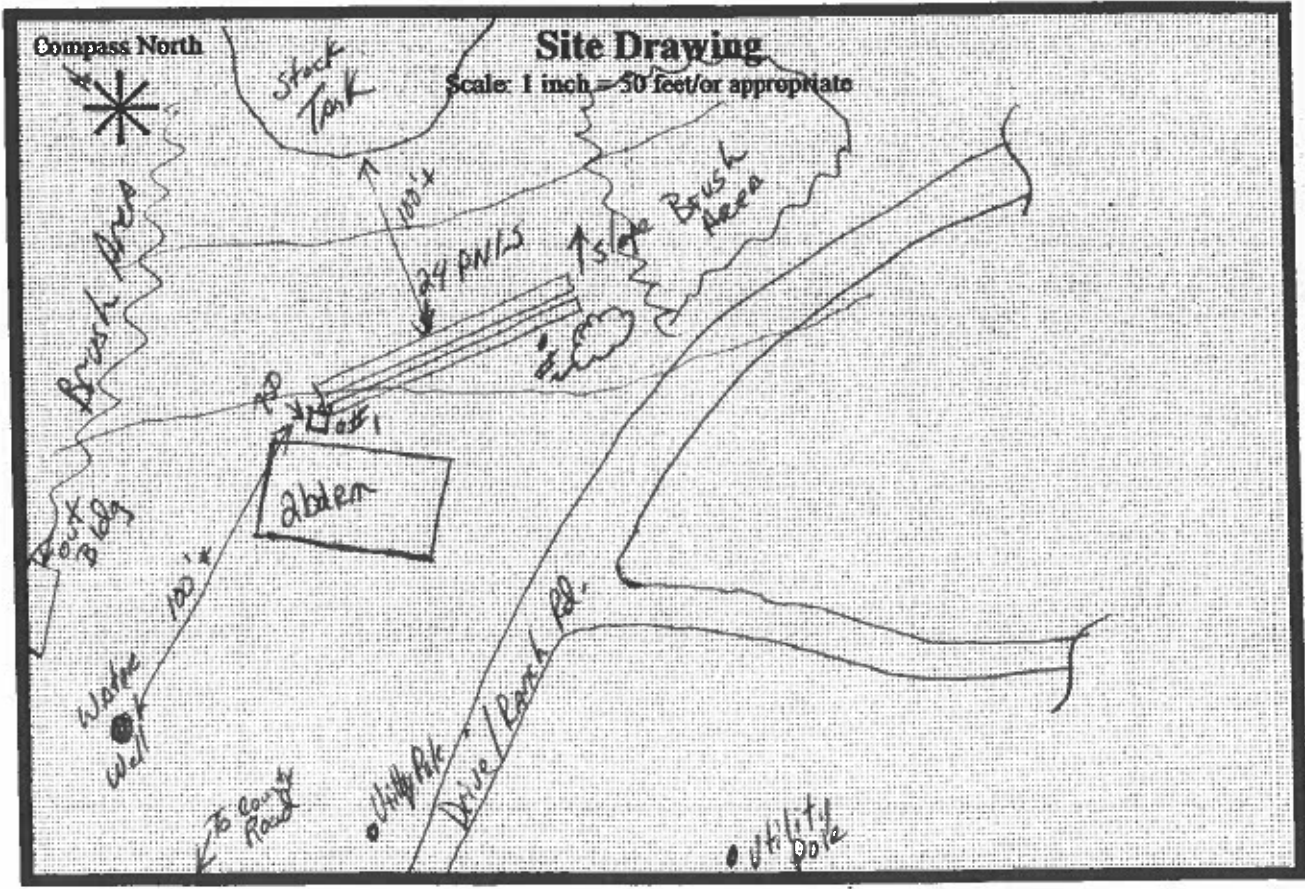 Compass North
Site Drawing
Scale: 1 inch = 50 feet/or appropriate
Stock
Tank
Brush Area
100'±
24 PNLS
slope
Brush
Area
#1
2bdrm
out
Bldg
100'±
Water
Well
To County
Road
Utility Pole
Drive / Ranch Rd.
Utility
Pole